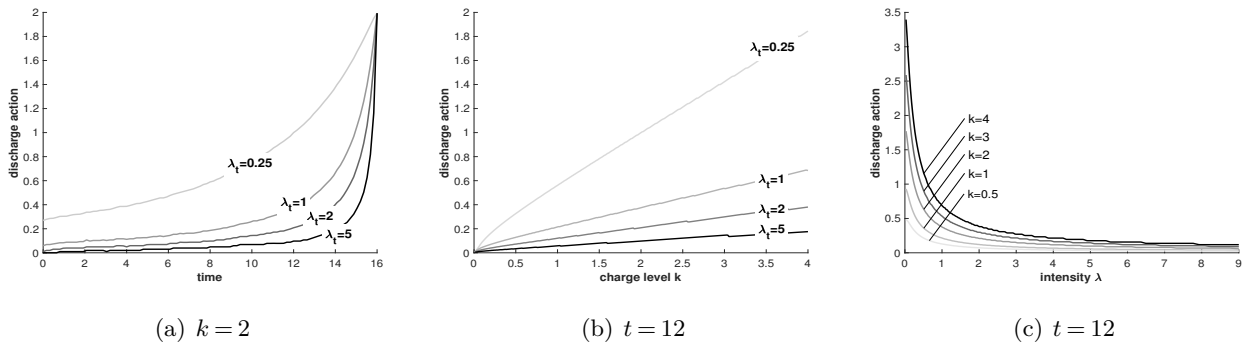 discharge action
2
1.8
1.6
1.4
1.2
1
0.8
0.6
0.4
0.2
0
λt=0.25
λt=1
λt=2
λt=5
0 2 4 6 8 10 12 14 16
time
(a) k = 2
discharge action
2
1.8
1.6
1.4
1.2
1
0.8
0.6
0.4
0.2
0
λt=0.25
λt=1
λt=2
λt=5
0 0.5 1 1.5 2 2.5 3 3.5 4
charge level k
(b) t = 12
discharge action
3.5
3
2.5
2
1.5
1
0.5
0
k=4
k=3
k=2
k=1
k=0.5
0 1 2 3 4 5 6 7 8 9
intensity λ
(c) t = 12